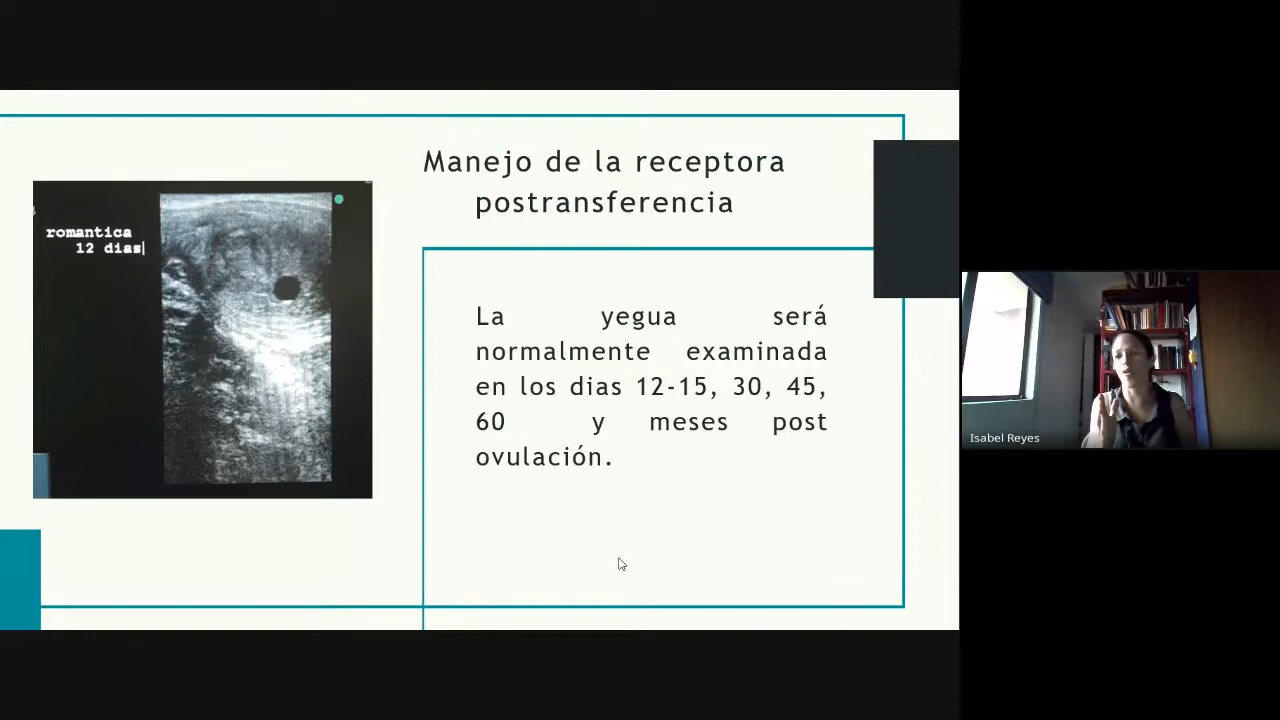 Manejo de la receptora
postransferencia
romantica
12 dias
La yegua será
normalmente examinada
en los dias 12-15, 30, 45,
60 y meses post
ovulación.
Isabel Reyes